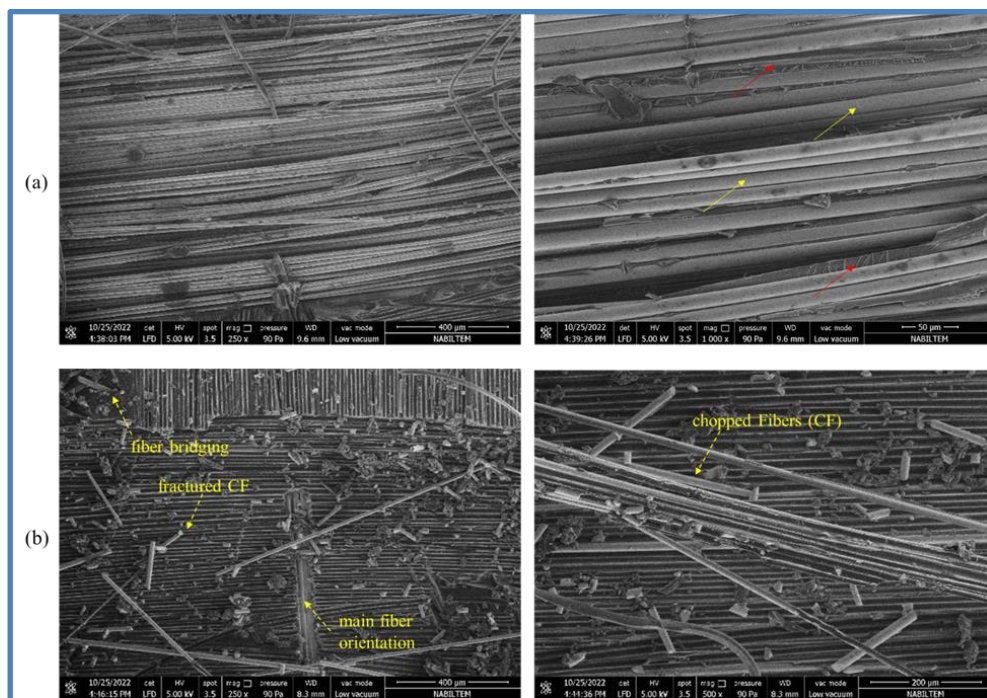 (a)
10/25/2022 det HV spot mag pressure WD vac mode 400 µm
4:38:03 PM LFD 5.00 kV 3.5 250 x 90 Pa 9.6 mm Low vacuum NABILTEM
10/25/2022 det HV spot mag pressure WD vac mode 50 µm
4:39:26 PM LFD 5.00 kV 3.5 1 000 x 90 Pa 9.6 mm Low vacuum NABILTEM
(b)
fiber bridging
fractured CF
main fiber
orientation
10/25/2022 det HV spot mag pressure WD vac mode 400 µm
4:46:15 PM LFD 5.00 kV 3.5 250 x 90 Pa 8.3 mm Low vacuum NABILTEM
chopped Fibers (CF)
10/25/2022 det HV spot mag pressure WD vac mode 200 µm
4:44:36 PM LFD 5.00 kV 3.5 500 x 90 Pa 8.3 mm Low vacuum NABILTEM